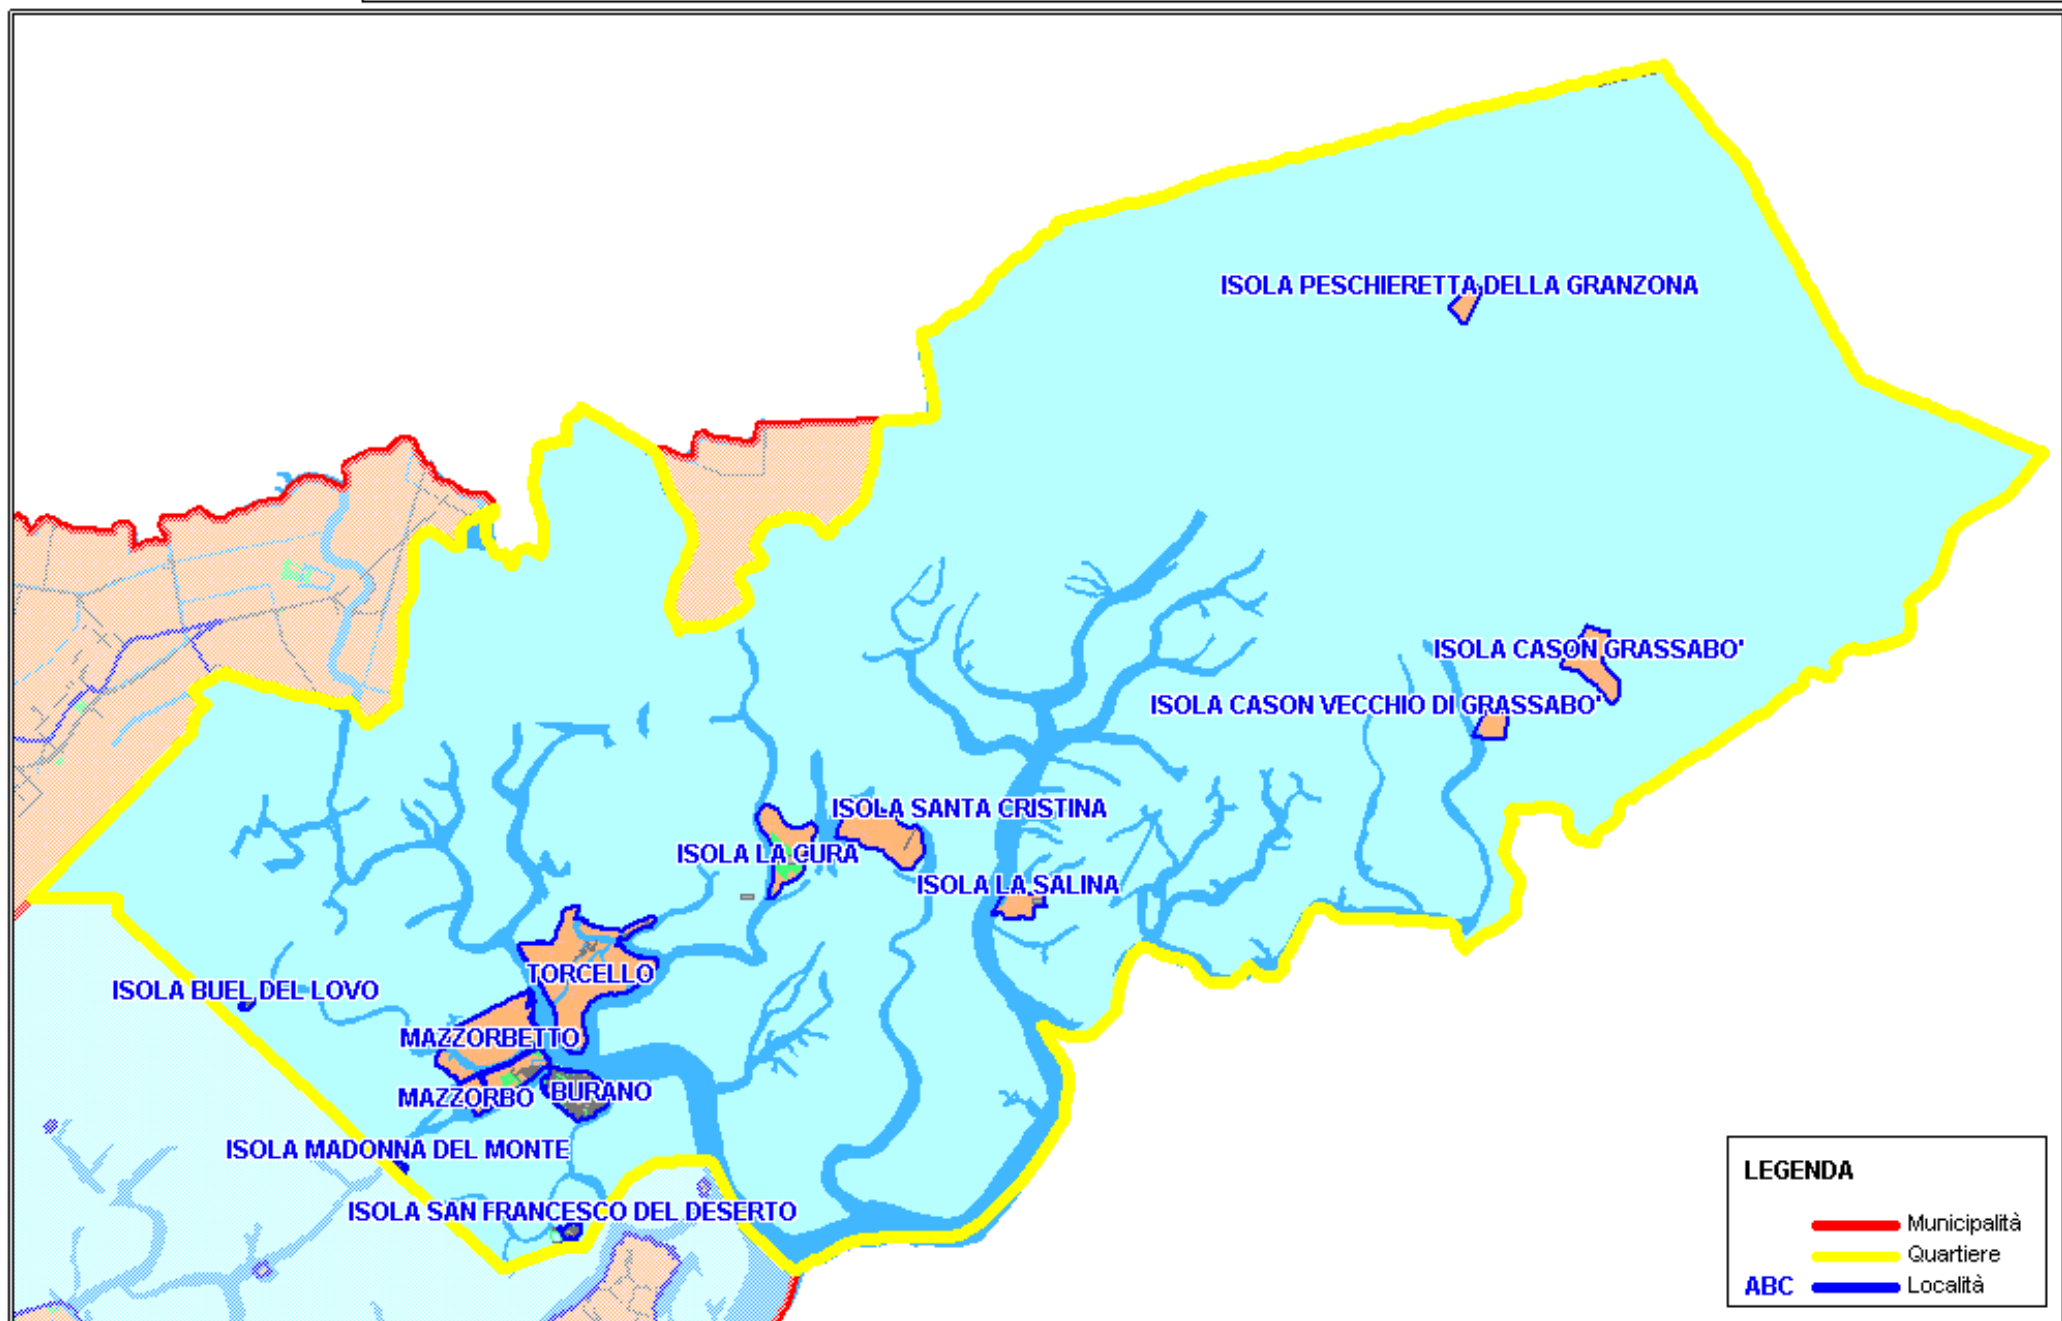 ISOLA PESCHIERETTA DELLA GRANZONA
ISOLA CASON GRASSABO'
ISOLA CASON VECCHIO DI GRASSABO'
ISOLA SANTA CRISTINA
ISOLA LA CURA
ISOLA LA SALINA
TORCELLO
ISOLA BUEL DEL LOVO
MAZZORBETTO
MAZZORBO
BURANO
ISOLA MADONNA DEL MONTE
ISOLA SAN FRANCESCO DEL DESERTO
LEGENDA
Municipalità
Quartiere
ABC Località